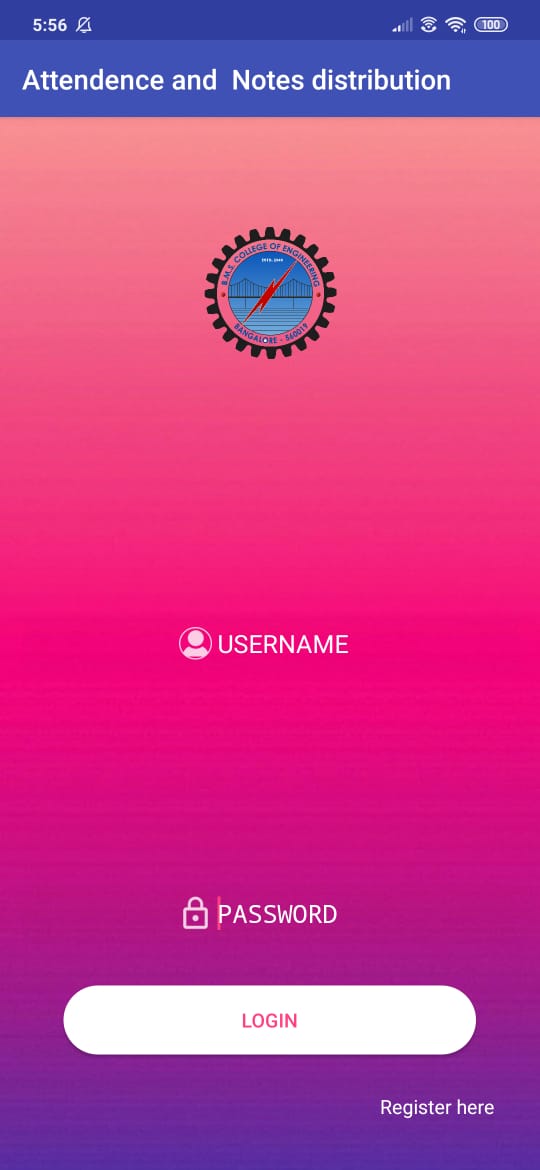 5:56
100
Attendence and  Notes distribution
B.M.S. COLLEGE OF ENGINEERING
ESTD. 1946
BANGALORE - 560019
USERNAME
PASSWORD
LOGIN
Register here